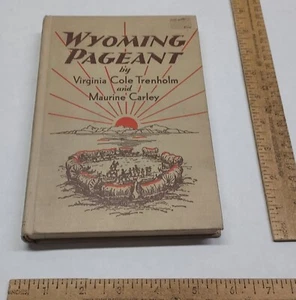 WYOMING
PAGEANT
by
Virginia Cole Trenholm
and
Maurine Carley